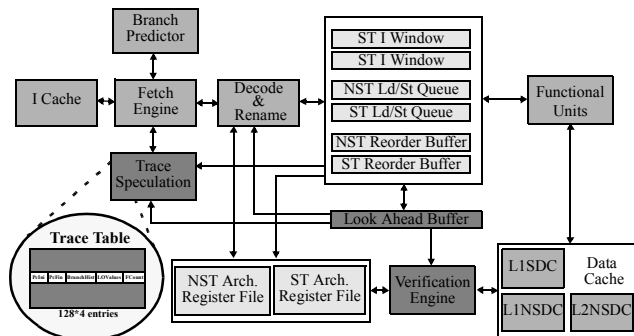 Branch
Predictor
I Cache
Fetch
Engine
Decode
&
Rename
ST I Window
ST I Window
NST Ld/St Queue
ST Ld/St Queue
NST Reorder Buffer
ST Reorder Buffer
Functional
Units
Trace
Speculation
Look Ahead Buffer
Trace Table
PcIni PcFin BranchHist LOValues FCount
128*4 entries
NST Arch.
Register File
ST Arch.
Register File
Verification
Engine
L1SDC
Data
Cache
L1NSDC
L2NSDC